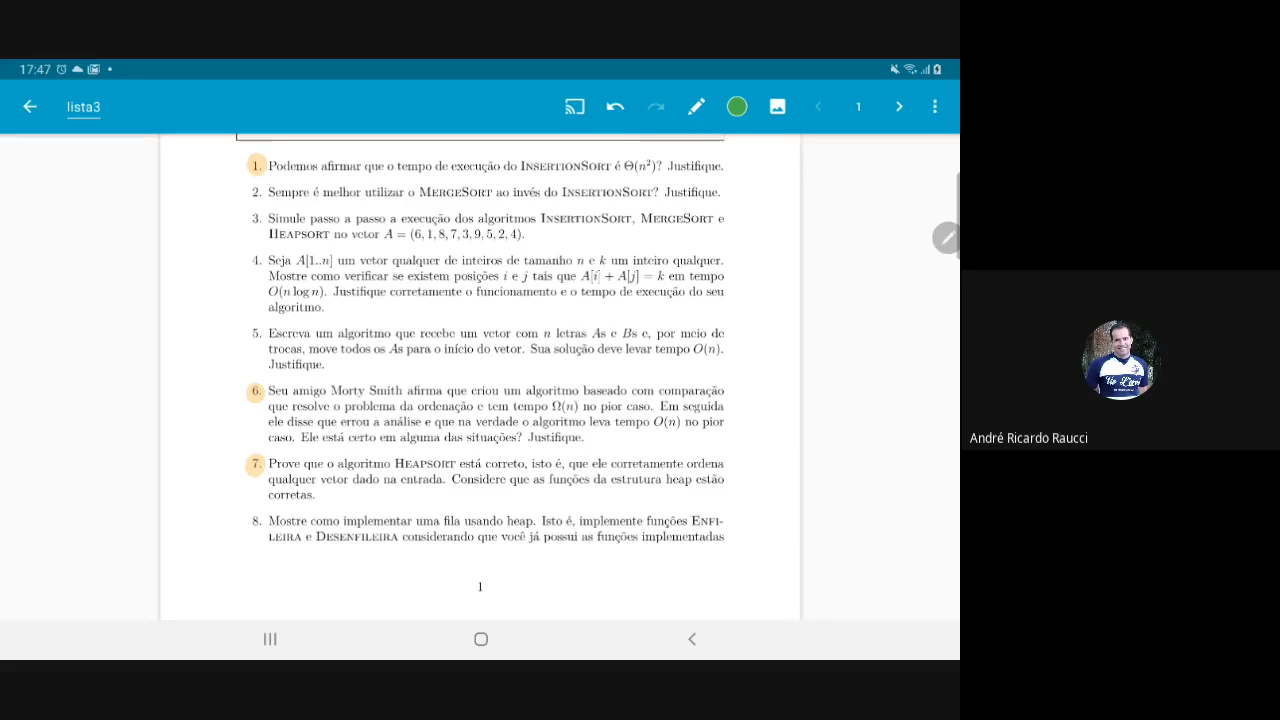 17:47
lista3
1
1. Podemos afirmar que o tempo de execução do InsertionSort é Θ(n²)? Justifique.
2. Sempre é melhor utilizar o MergeSort ao invés do InsertionSort? Justifique.
3. Simule passo a passo a execução dos algoritmos InsertionSort, MergeSort e
Heapsort no vetor A = (6, 1, 8, 7, 3, 9, 5, 2, 4).
4. Seja A[1..n] um vetor qualquer de inteiros de tamanho n e k um inteiro qualquer.
Mostre como verificar se existem posições i e j tais que A[i] + A[j] = k em tempo
O(n log n). Justifique corretamente o funcionamento e o tempo de execução do seu
algoritmo.
5. Escreva um algoritmo que recebe um vetor com n letras As e Bs e, por meio de
trocas, move todos os As para o início do vetor. Sua solução deve levar tempo O(n).
Justifique.
6. Seu amigo Morty Smith afirma que criou um algoritmo baseado com comparação
que resolve o problema da ordenação e tem tempo Ω(n) no pior caso. Em seguida
ele disse que errou a análise e que na verdade o algoritmo leva tempo O(n) no pior
caso. Ele está certo em alguma das situações? Justifique.
7. Prove que o algoritmo Heapsort está correto, isto é, que ele corretamente ordena
qualquer vetor dado na entrada. Considere que as funções da estrutura heap estão
corretas.
8. Mostre como implementar uma fila usando heap. Isto é, implemente funções Enfi-
leira e Desenfileira considerando que você já possui as funções implementadas
1
André Ricardo Raucci